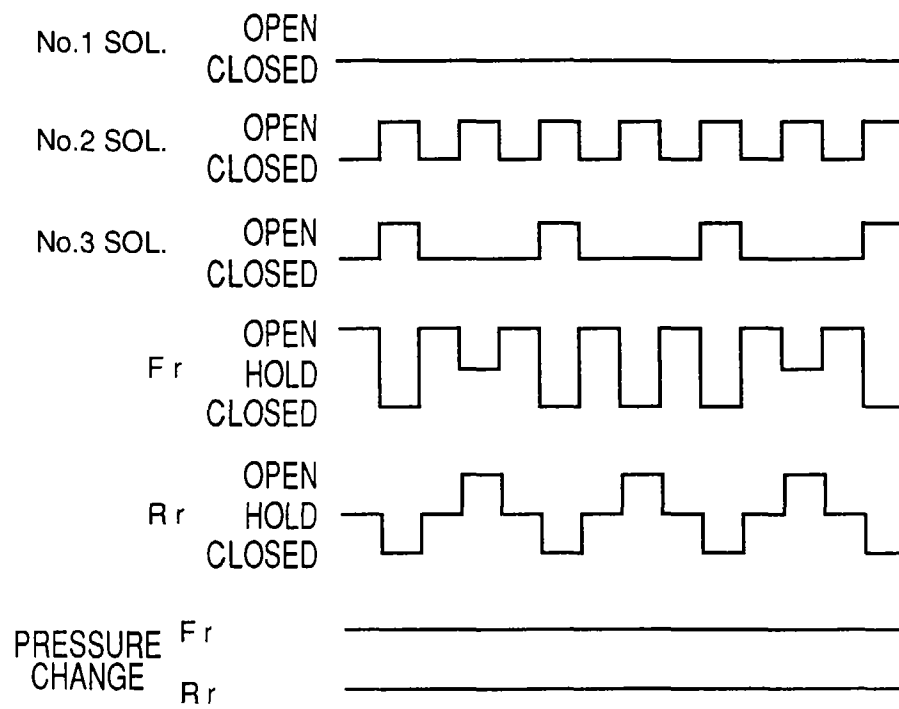 No.1 SOL. OPEN
CLOSED
No.2 SOL. OPEN
CLOSED
No.3 SOL. OPEN
CLOSED
OPEN
Fr HOLD
CLOSED
OPEN
Rr HOLD
CLOSED
PRESSURE Fr
CHANGE Rr